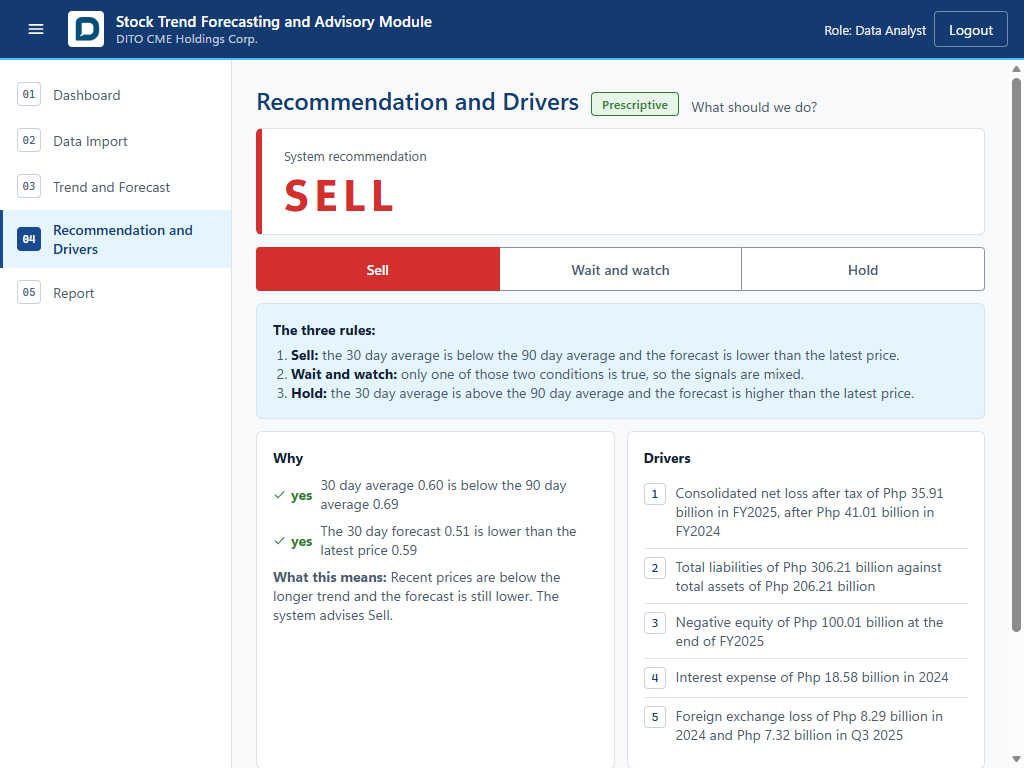 Stock Trend Forecasting and Advisory Module
DITO CME Holdings Corp.
Role: Data Analyst
Logout
01 Dashboard
02 Data Import
03 Trend and Forecast
04 Recommendation and
Drivers
05 Report
Recommendation and Drivers
Prescriptive
What should we do?
System recommendation
SELL
Sell
Wait and watch
Hold
The three rules:
1. Sell: the 30 day average is below the 90 day average and the forecast is lower than the latest price.
2. Wait and watch: only one of those two conditions is true, so the signals are mixed.
3. Hold: the 30 day average is above the 90 day average and the forecast is higher than the latest price.
Why
✓ yes 30 day average 0.60 is below the 90 day
average 0.69
✓ yes The 30 day forecast 0.51 is lower than the
latest price 0.59
What this means: Recent prices are below the
longer trend and the forecast is still lower. The
system advises Sell.
Drivers
1 Consolidated net loss after tax of Php 35.91
billion in FY2025, after Php 41.01 billion in
FY2024
2 Total liabilities of Php 306.21 billion against
total assets of Php 206.21 billion
3 Negative equity of Php 100.01 billion at the
end of FY2025
4 Interest expense of Php 18.58 billion in 2024
5 Foreign exchange loss of Php 8.29 billion in
2024 and Php 7.32 billion in Q3 2025